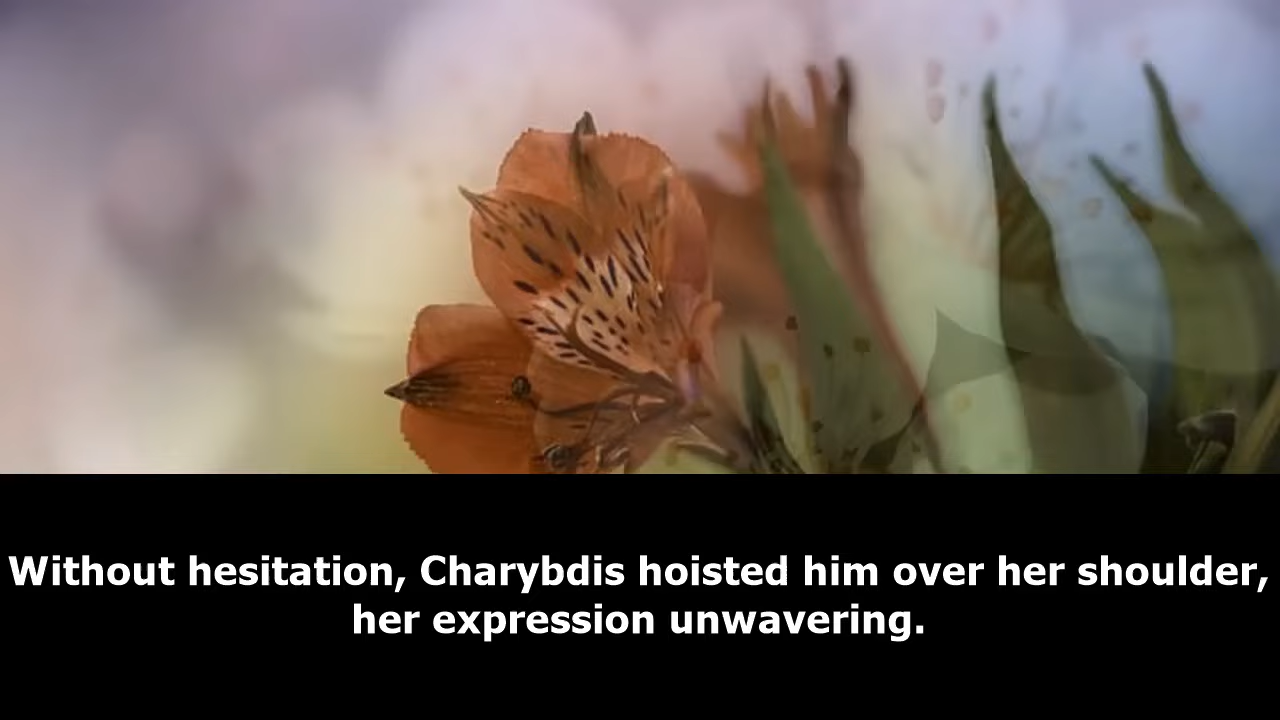 Without hesitation, Charybdis hoisted him over her shoulder,
her expression unwavering.